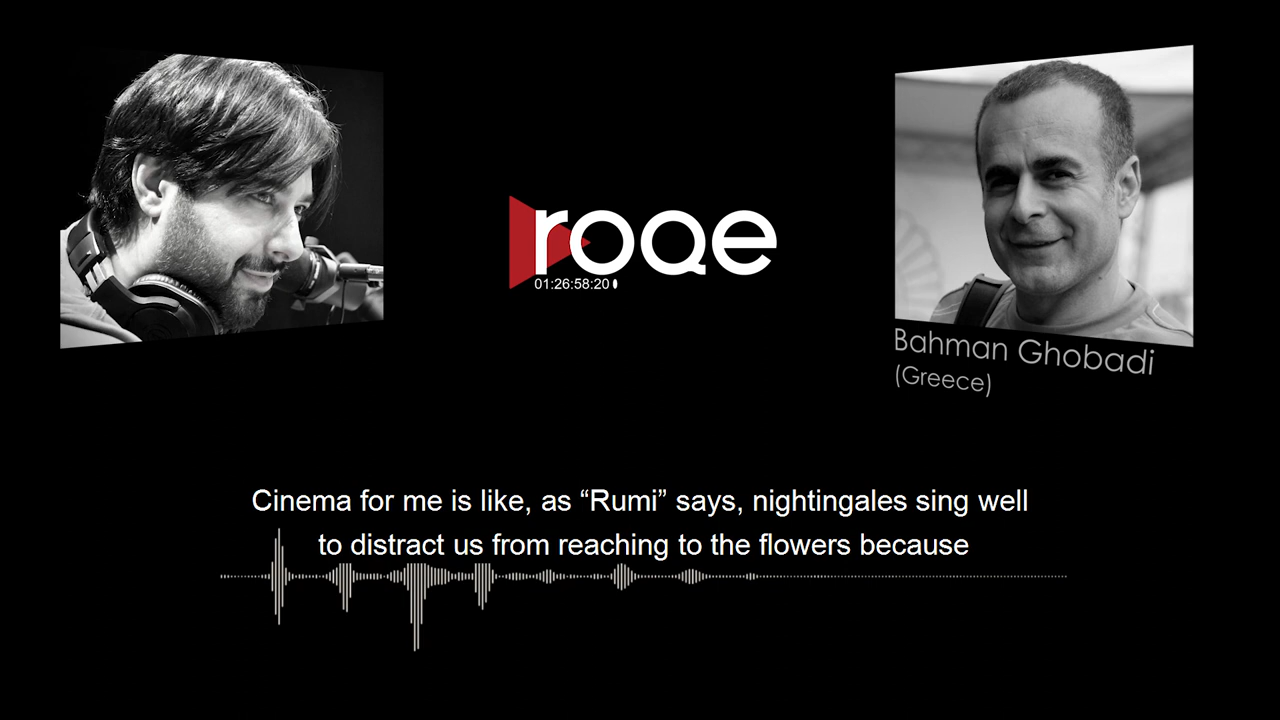 roqe
01:26:58:20
Bahman Ghobadi
(Greece)
Cinema for me is like, as “Rumi” says, nightingales sing well
to distract us from reaching to the flowers because